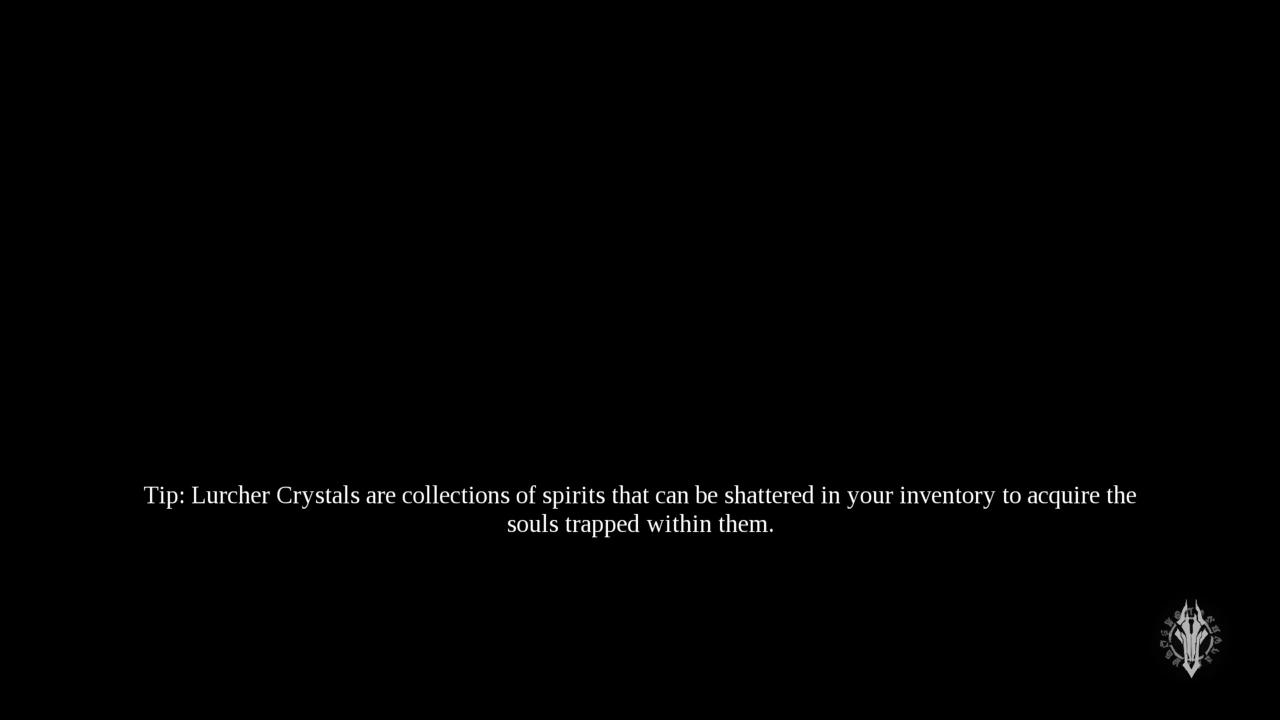 Tip: Lurcher Crystals are collections of spirits that can be shattered in your inventory to acquire the
souls trapped within them.